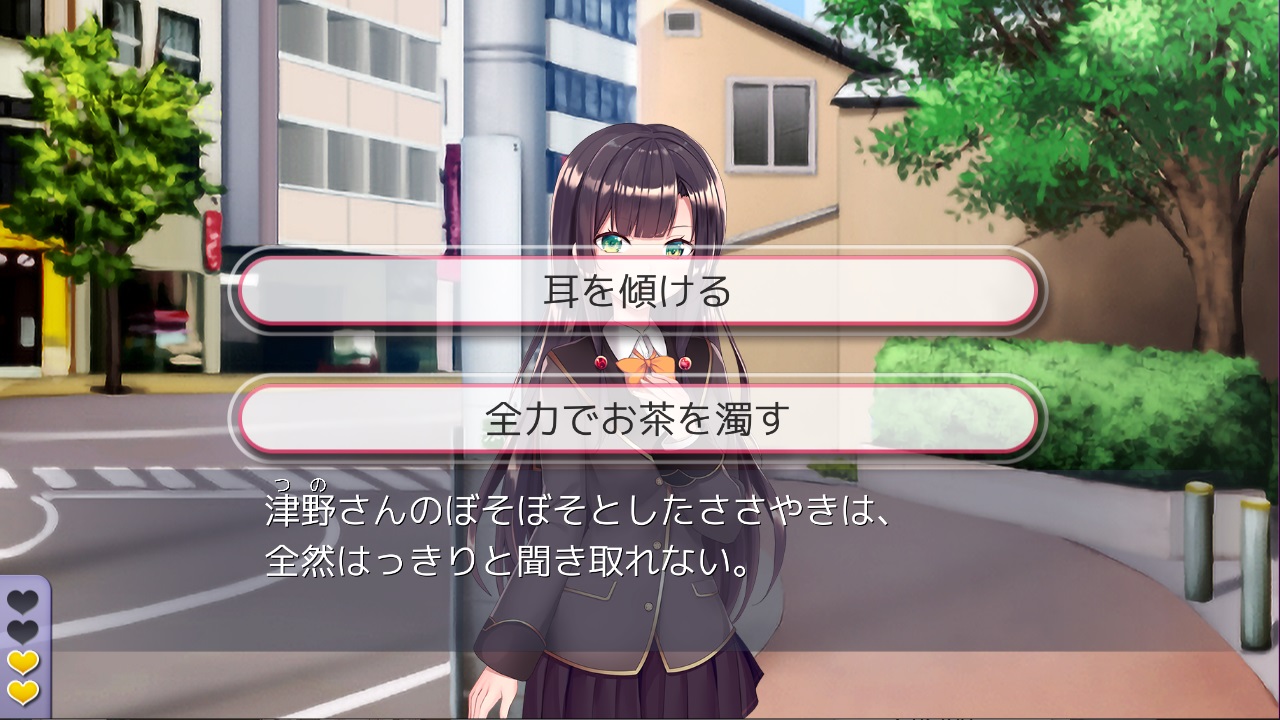 耳を傾ける
全力でお茶を濁す
つの
津野さんのぼそぼそとしたささやきは、
全然はっきりと聞き取れない。